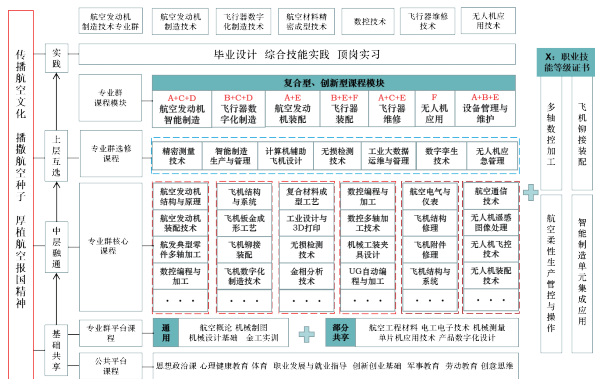 传播航空文化 播撒航空种子 厚植航空报国精神
实践
上层互选
中层融通
基础共享
航空发动机
制造技术专业群
航空发动机
制造技术
飞行器数字
化制造技术
航空材料精
密成型技术
数控技术
飞行器维修
技术
无人机应
用技术
毕业设计 综合技能实践 顶岗实习
专业群
课程模块
复合型、创新型课程模块
A+C+D
航空发动机
智能制造
B+C+D
飞行器数
字化制造
A+E
航空发动
机装配
B+E+F
飞行器
装配
A+C+E
飞行器
维修
F
无人机
应用
A+B+E
设备管理与
维护
专业群选修
课程
精密测量
技术
智能制造
生产与管理
计算机辅助
飞机设计
无损检测
技术
工业大数据
运维与管理
数字孪生
技术
无人机应
急管理
专业群核心
课程
航空发动机
结构与原理
航空发动机
装配技术
航发典型零
件多轴加工
数控编程与
加工
· · ·
飞机结构
与系统
飞机钣金成
形工艺
飞机铆接
装配
飞机数字化
制造技术
· · ·
复合材料成
型工艺
工业设计与
3D打印
无损检测
技术
金相分析
技术
· · ·
数控编程与
加工
数控多轴加
工技术
机械工装夹
具设计
UG自动编
程与加工
· · ·
航空电气与
仪表
飞机结构
修理
飞机附件
修理
飞机结构与
系统
· · ·
航空通信
技术
无人机遥感
图像处理
无人机飞控
技术
无人机装配
技术
· · ·
专业群平台课
程
通用
航空概论 机械制图
机械设计基础 金工实训
部分
共享
航空工程材料 电工电子技术 机械测量
单片机应用技术 产品数字化设计
公共平台
课程
思想政治课 心理健康教育 体育 职业发展与就业指导 创新创业基础 军事教育 劳动教育 创意思维
X：职业技
能等级证书
多轴数控加工
飞机铆接装配
航空柔性生产管控与操作
智能制造单元集成应用